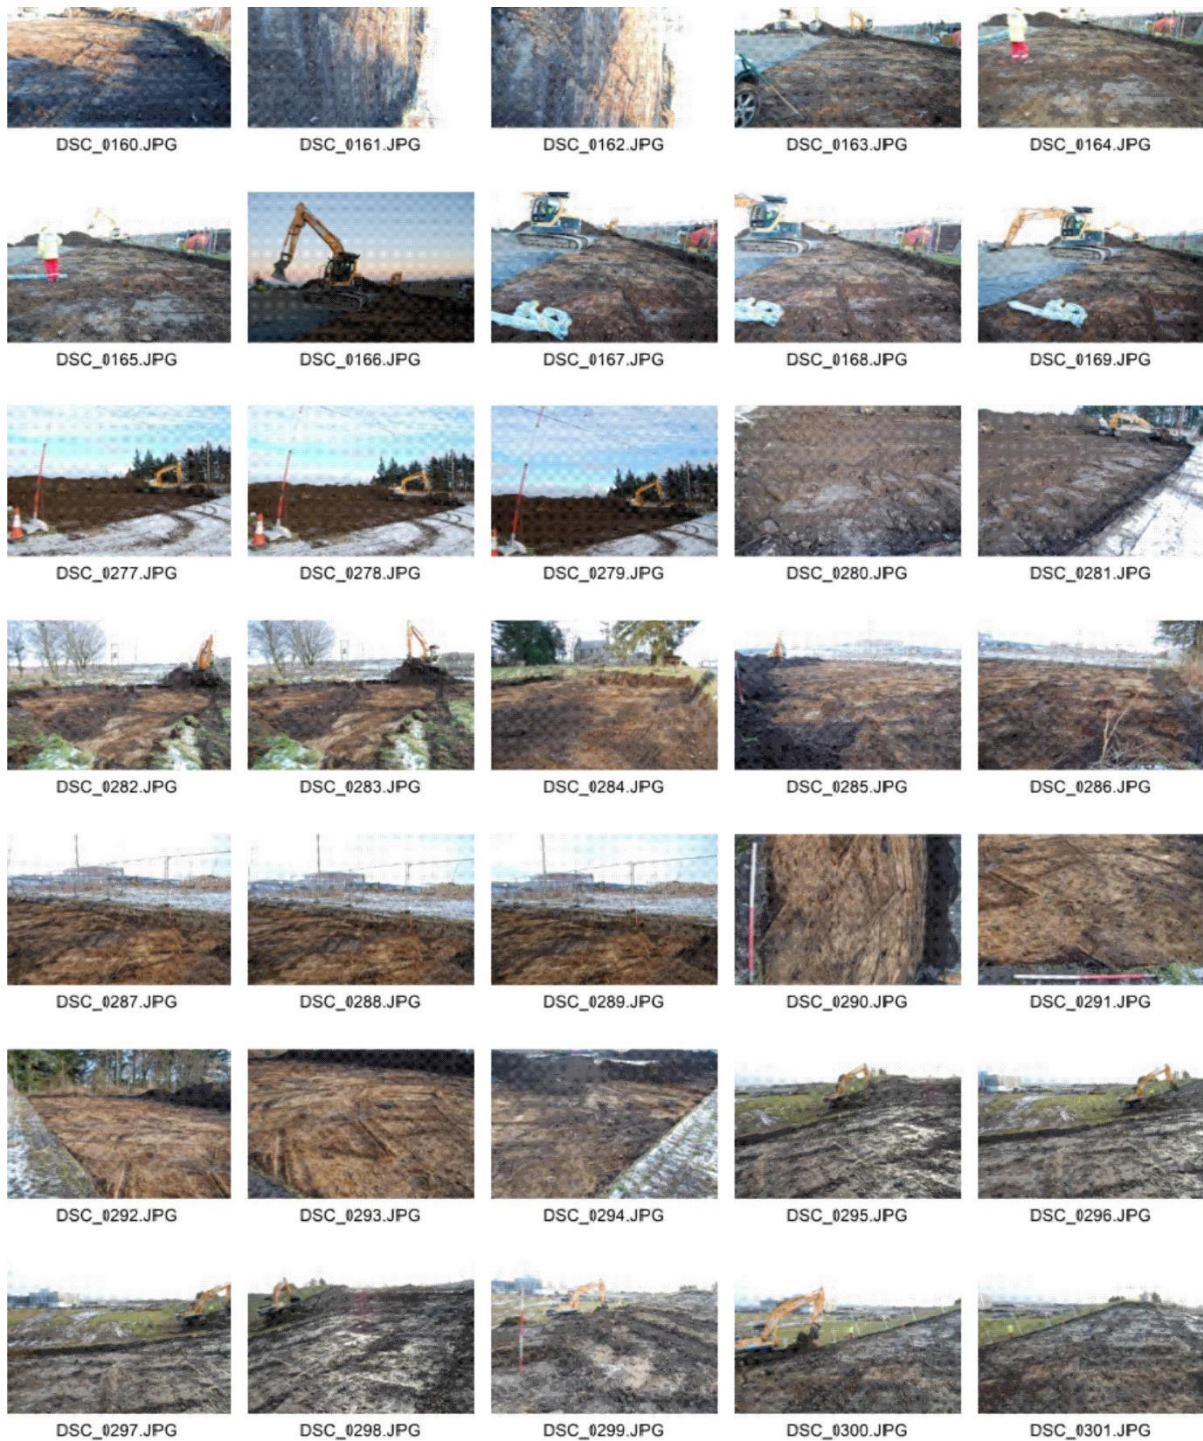 DSC_0160.JPG DSC_0161.JPG DSC_0162.JPG DSC_0163.JPG DSC_0164.JPG
DSC_0165.JPG DSC_0166.JPG DSC_0167.JPG DSC_0168.JPG DSC_0169.JPG
DSC_0277.JPG DSC_0278.JPG DSC_0279.JPG DSC_0280.JPG DSC_0281.JPG
DSC_0282.JPG DSC_0283.JPG DSC_0284.JPG DSC_0285.JPG DSC_0286.JPG
DSC_0287.JPG DSC_0288.JPG DSC_0289.JPG DSC_0290.JPG DSC_0291.JPG
DSC_0292.JPG DSC_0293.JPG DSC_0294.JPG DSC_0295.JPG DSC_0296.JPG
DSC_0297.JPG DSC_0298.JPG DSC_0299.JPG DSC_0300.JPG DSC_0301.JPG